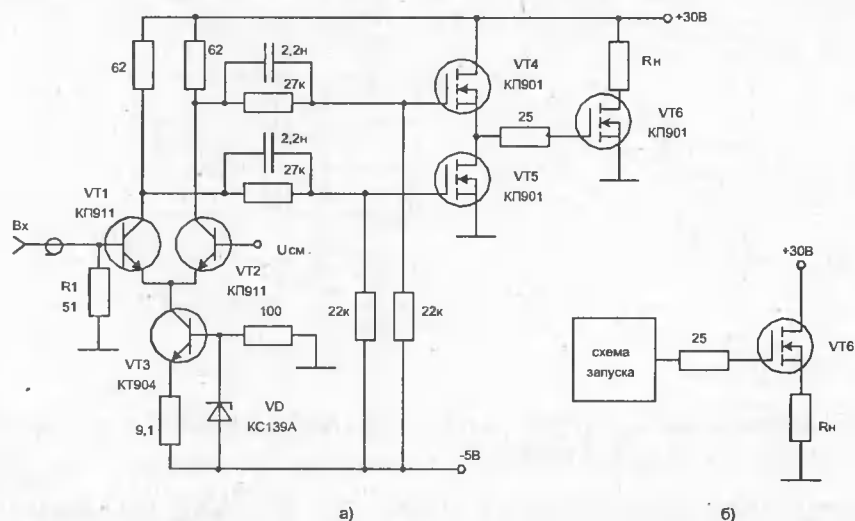 +30В
62
62
2,2н
27к
2,2н
27к
VT4
КП901
Rн
VT6
КП901
25
VT5
КП901
VT1
КП911
Вх
Uсм.
VT2
КП911
R1
51
22к
22к
100
VT3
КТ904
VD
КС139А
9,1
-5В
+30В
схема
запуска
25
VT6
Rн
а)
б)